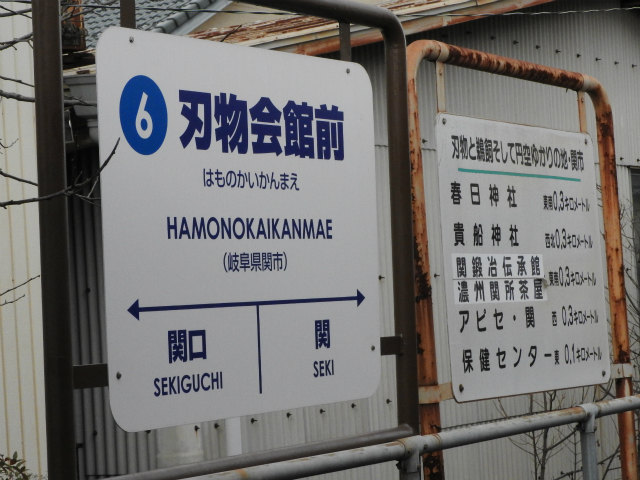 6 刃物会館前
はものかいかんまえ
HAMONOKAIKANMAE
(岐阜県関市)
関口 関
SEKIGUCHI SEKI
刃物と鵜飼そして円空ゆかりの地・関市
春日神社 東南0,3キロメートル
貴船神社 西北0,3キロメートル
関鍛冶伝承館
濃州関所茶屋 東南0,3キロメートル
アピセ・関 西 0,3キロメートル
保健センター 東 0.1キロメートル